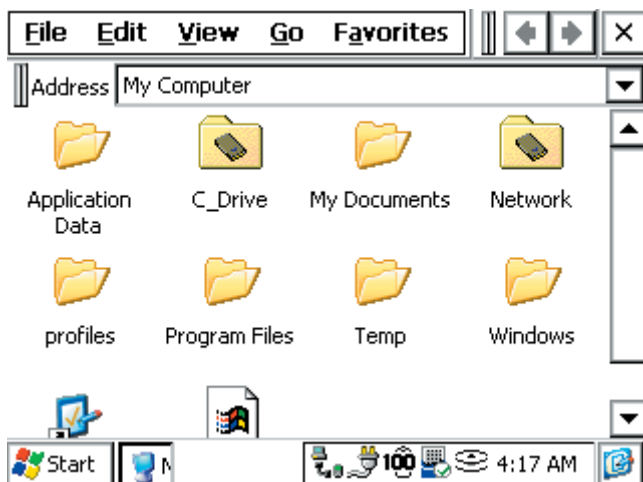 File Edit View Go Favorites
Address My Computer
Application Data C_Drive My Documents Network
profiles Program Files Temp Windows
Start 100 4:17 AM